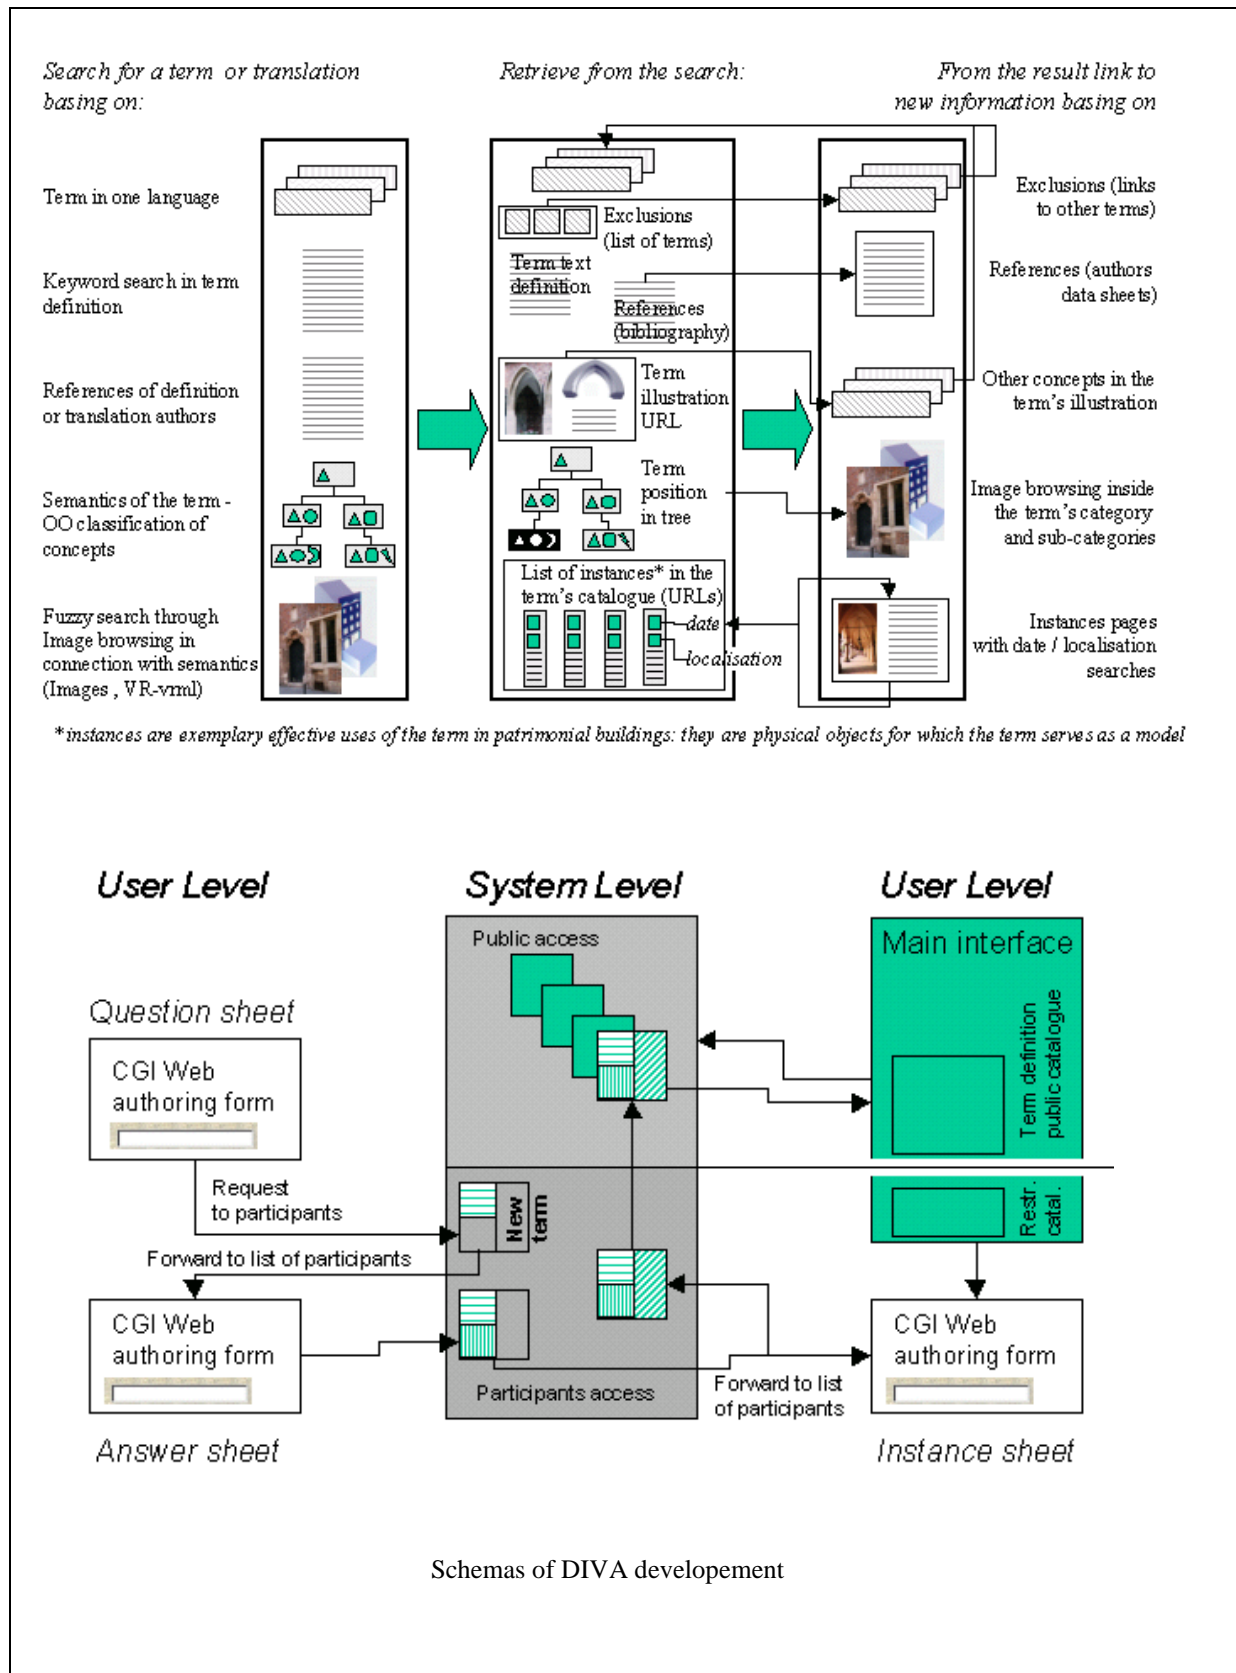 Search for a term or translation
basing on:
Retrieve from the search:
From the result link to
new information basing on
Term in one language
Keyword search in term
definition
References of definition
or translation authors
Semantics of the term -
OO classification of
concepts
Fuzzy search through
Image browsing in
connection with semantics
(Images , VR-vrml)
Exclusions
(list of terms)
Term text
definition
References
(bibliography)
Term
illustration
URL
Term
position
in tree
List of instances* in the
term's catalogue (URLs)
date
localisation
Exclusions (links
to other terms)
References (authors
data sheets)
Other concepts in the
term's illustration
Image browsing inside
the term's category
and sub-categories
Instances pages
with date / localisation
searches
*instances are exemplary effective uses of the term in patrimonial buildings: they are physical objects for which the term serves as a model
User Level
System Level
User Level
Public access
Main interface
Term definition
public catalogue
Question sheet
CGI Web
authoring form
Request
to participants
New
term
Restr.
catal.
Forward to list of participants
CGI Web
authoring form
CGI Web
authoring form
Participants access
Forward to list
of participants
Answer sheet
Instance sheet
Schemas of DIVA developement